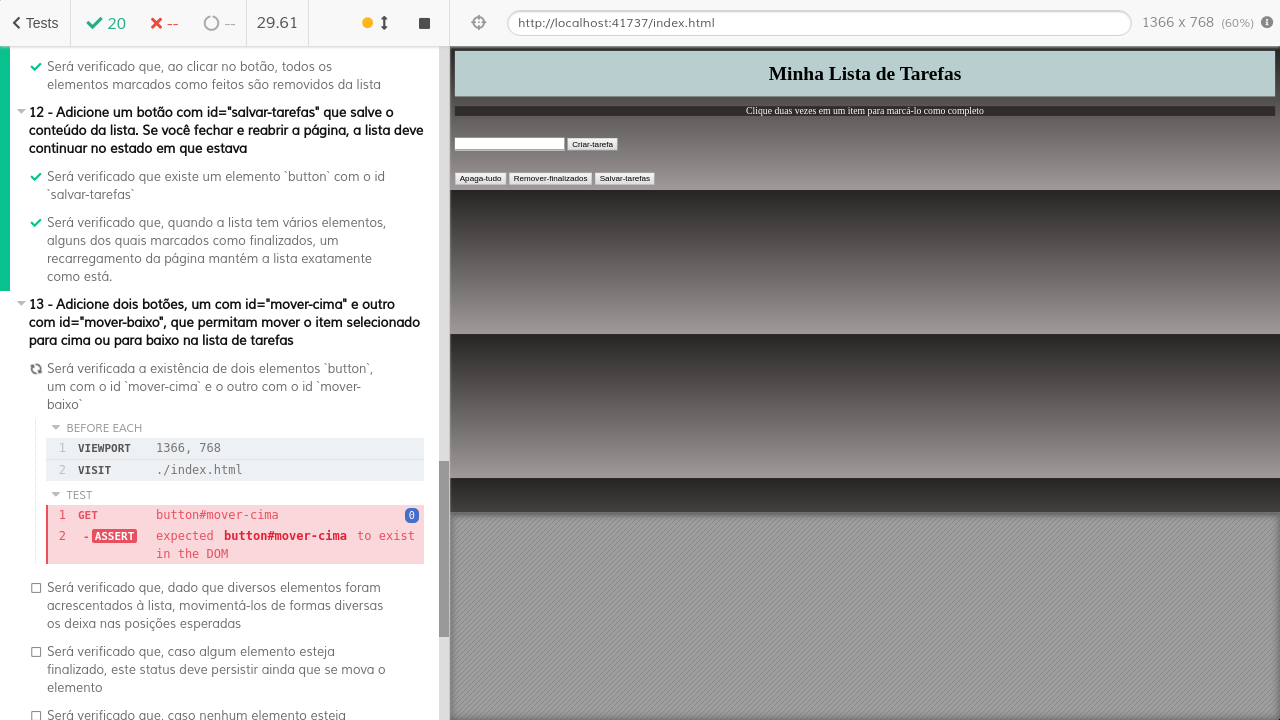 Tests
20
--
--
29.61
http://localhost:41737/index.html
1366 x 768 (60%)
Será verificado que, ao clicar no botão, todos os
elementos marcados como feitos são removidos da lista
12 - Adicione um botão com id="salvar-tarefas" que salve o
conteúdo da lista. Se você fechar e reabrir a página, a lista deve
continuar no estado em que estava
Será verificado que existe um elemento `button` com o id
`salvar-tarefas`
Será verificado que, quando a lista tem vários elementos,
alguns dos quais marcados como finalizados, um
recarregamento da página mantém a lista exatamente
como está.
13 - Adicione dois botões, um com id="mover-cima" e outro
com id="mover-baixo", que permitam mover o item selecionado
para cima ou para baixo na lista de tarefas
Será verificada a existência de dois elementos `button`,
um com o id `mover-cima` e o outro com o id `mover-
baixo`
BEFORE EACH
1 VIEWPORT 1366, 768
2 VISIT ./index.html
TEST
1 GET button#mover-cima 0
2 -ASSERT expected button#mover-cima to exist
in the DOM
Será verificado que, dado que diversos elementos foram
acrescentados à lista, movimentá-los de formas diversas
os deixa nas posições esperadas
Será verificado que, caso algum elemento esteja
finalizado, este status deve persistir ainda que se mova o
elemento
Será verificado que, caso nenhum elemento esteja
Minha Lista de Tarefas
Clique duas vezes em um item para marcá-lo como completo
Criar-tarefa
Apaga-tudo Remover-finalizados Salvar-tarefas